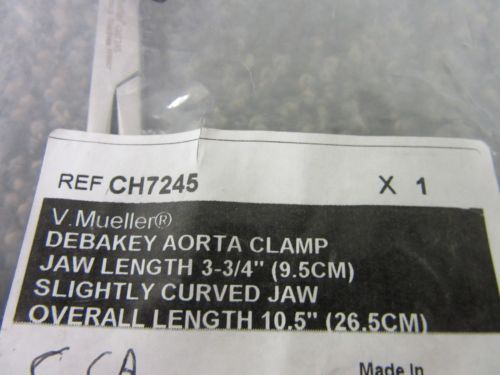 REF CH7245 X 1
V.Mueller®
DEBAKEY AORTA CLAMP
JAW LENGTH 3-3/4" (9.5CM)
SLIGHTLY CURVED JAW
OVERALL LENGTH 10.5" (26.5CM)
Made In